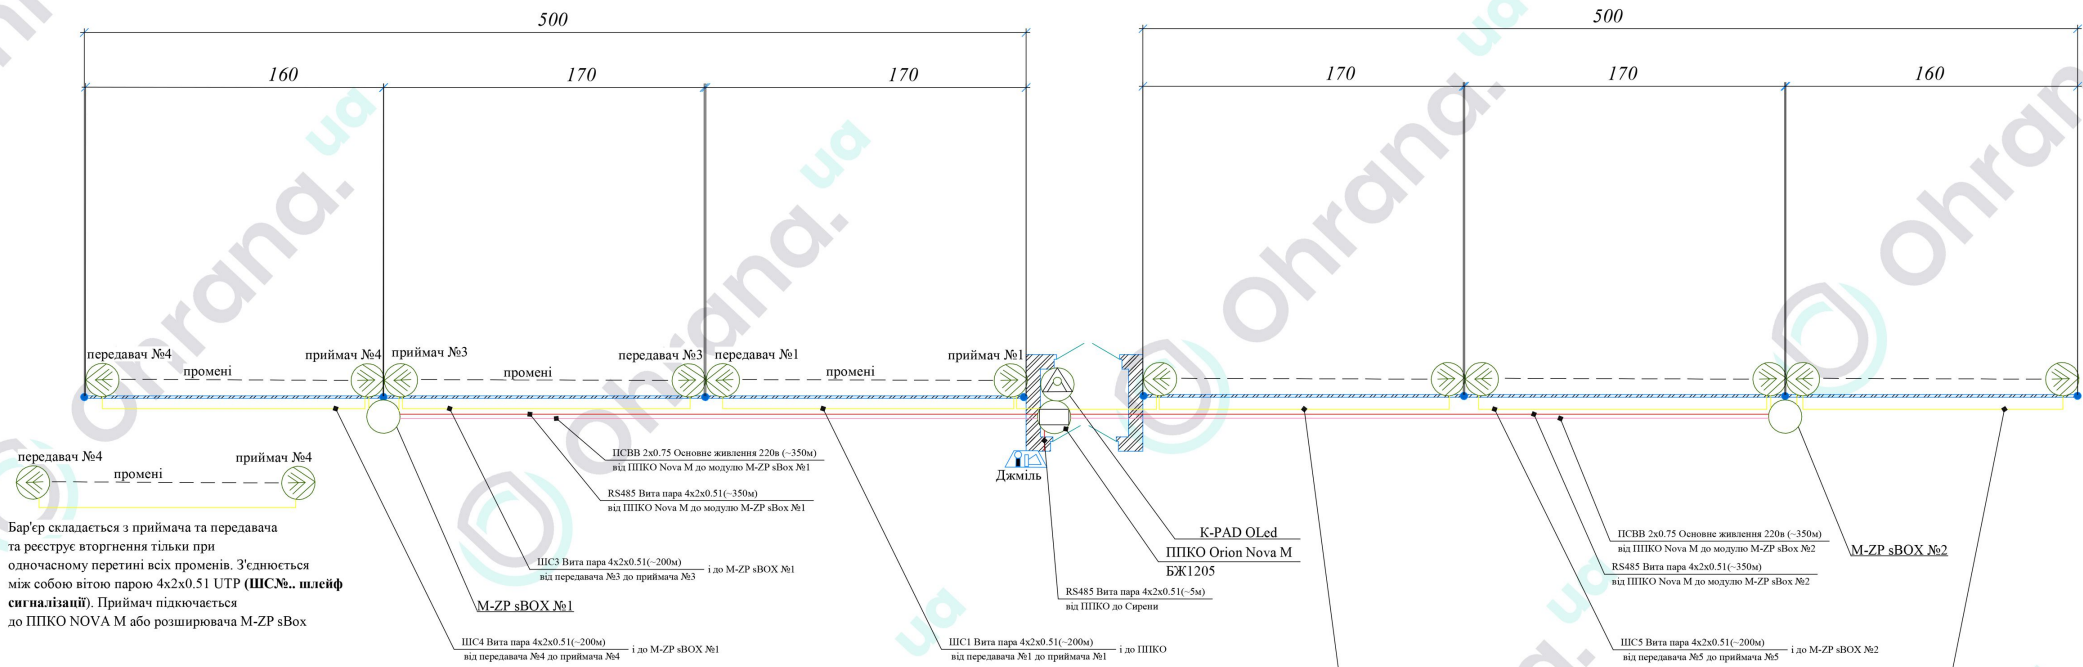 500
500
160
170
170
170
170
160
передавач №4
приймач №4
приймач №3
передавач №3
передавач №1
приймач №1
промені
промені
промені
передавач №4
приймач №4
промені
Бар'єр складається з приймача та передавача
та реєструє вторгнення тільки при
одночасному перетині всіх променів. З'єднюється
між собою вітою парою 4х2х0.51 UTP (ШС№.. шлейф
сигналізації). Приймач підключається
до ППКО NOVA M або розширювача M-ZP sBox
ПСВВ 2х0.75 Основне живлення 220в (~350м)
від ППКО Nova M до модулю M-ZP sBox №1
RS485 Вита пара 4х2х0.51(~350м)
від ППКО Nova M до модулю M-ZP sBox №1
ШС3 Вита пара 4х2х0.51(~200м)
від передавача №3 до приймача №3
і до M-ZP sBOX №1
M-ZP sBOX №1
ШС4 Вита пара 4х2х0.51(~200м)
від передавача №4 до приймача №4
і до M-ZP sBOX №1
ШС1 Вита пара 4х2х0.51(~200м)
від передавача №1 до приймача №1
і до ППКО
Джміль
K-PAD OLed
ППКО Orion Nova M
БЖ1205
RS485 Вита пара 4х2х0.51(~5м)
від ППКО до Сирени
ПСВВ 2х0.75 Основне живлення 220в (~350м)
від ППКО Nova M до модулю M-ZP sBox №2
RS485 Вита пара 4х2х0.51(~350м)
від ППКО Nova M до модулю M-ZP sBox №2
M-ZP sBOX №2
ШС5 Вита пара 4х2х0.51(~200м)
від передавача №5 до приймача №5
і до M-ZP sBOX №2
Ohrana.ua
Ohrana.ua
Ohrana.ua
Ohrana